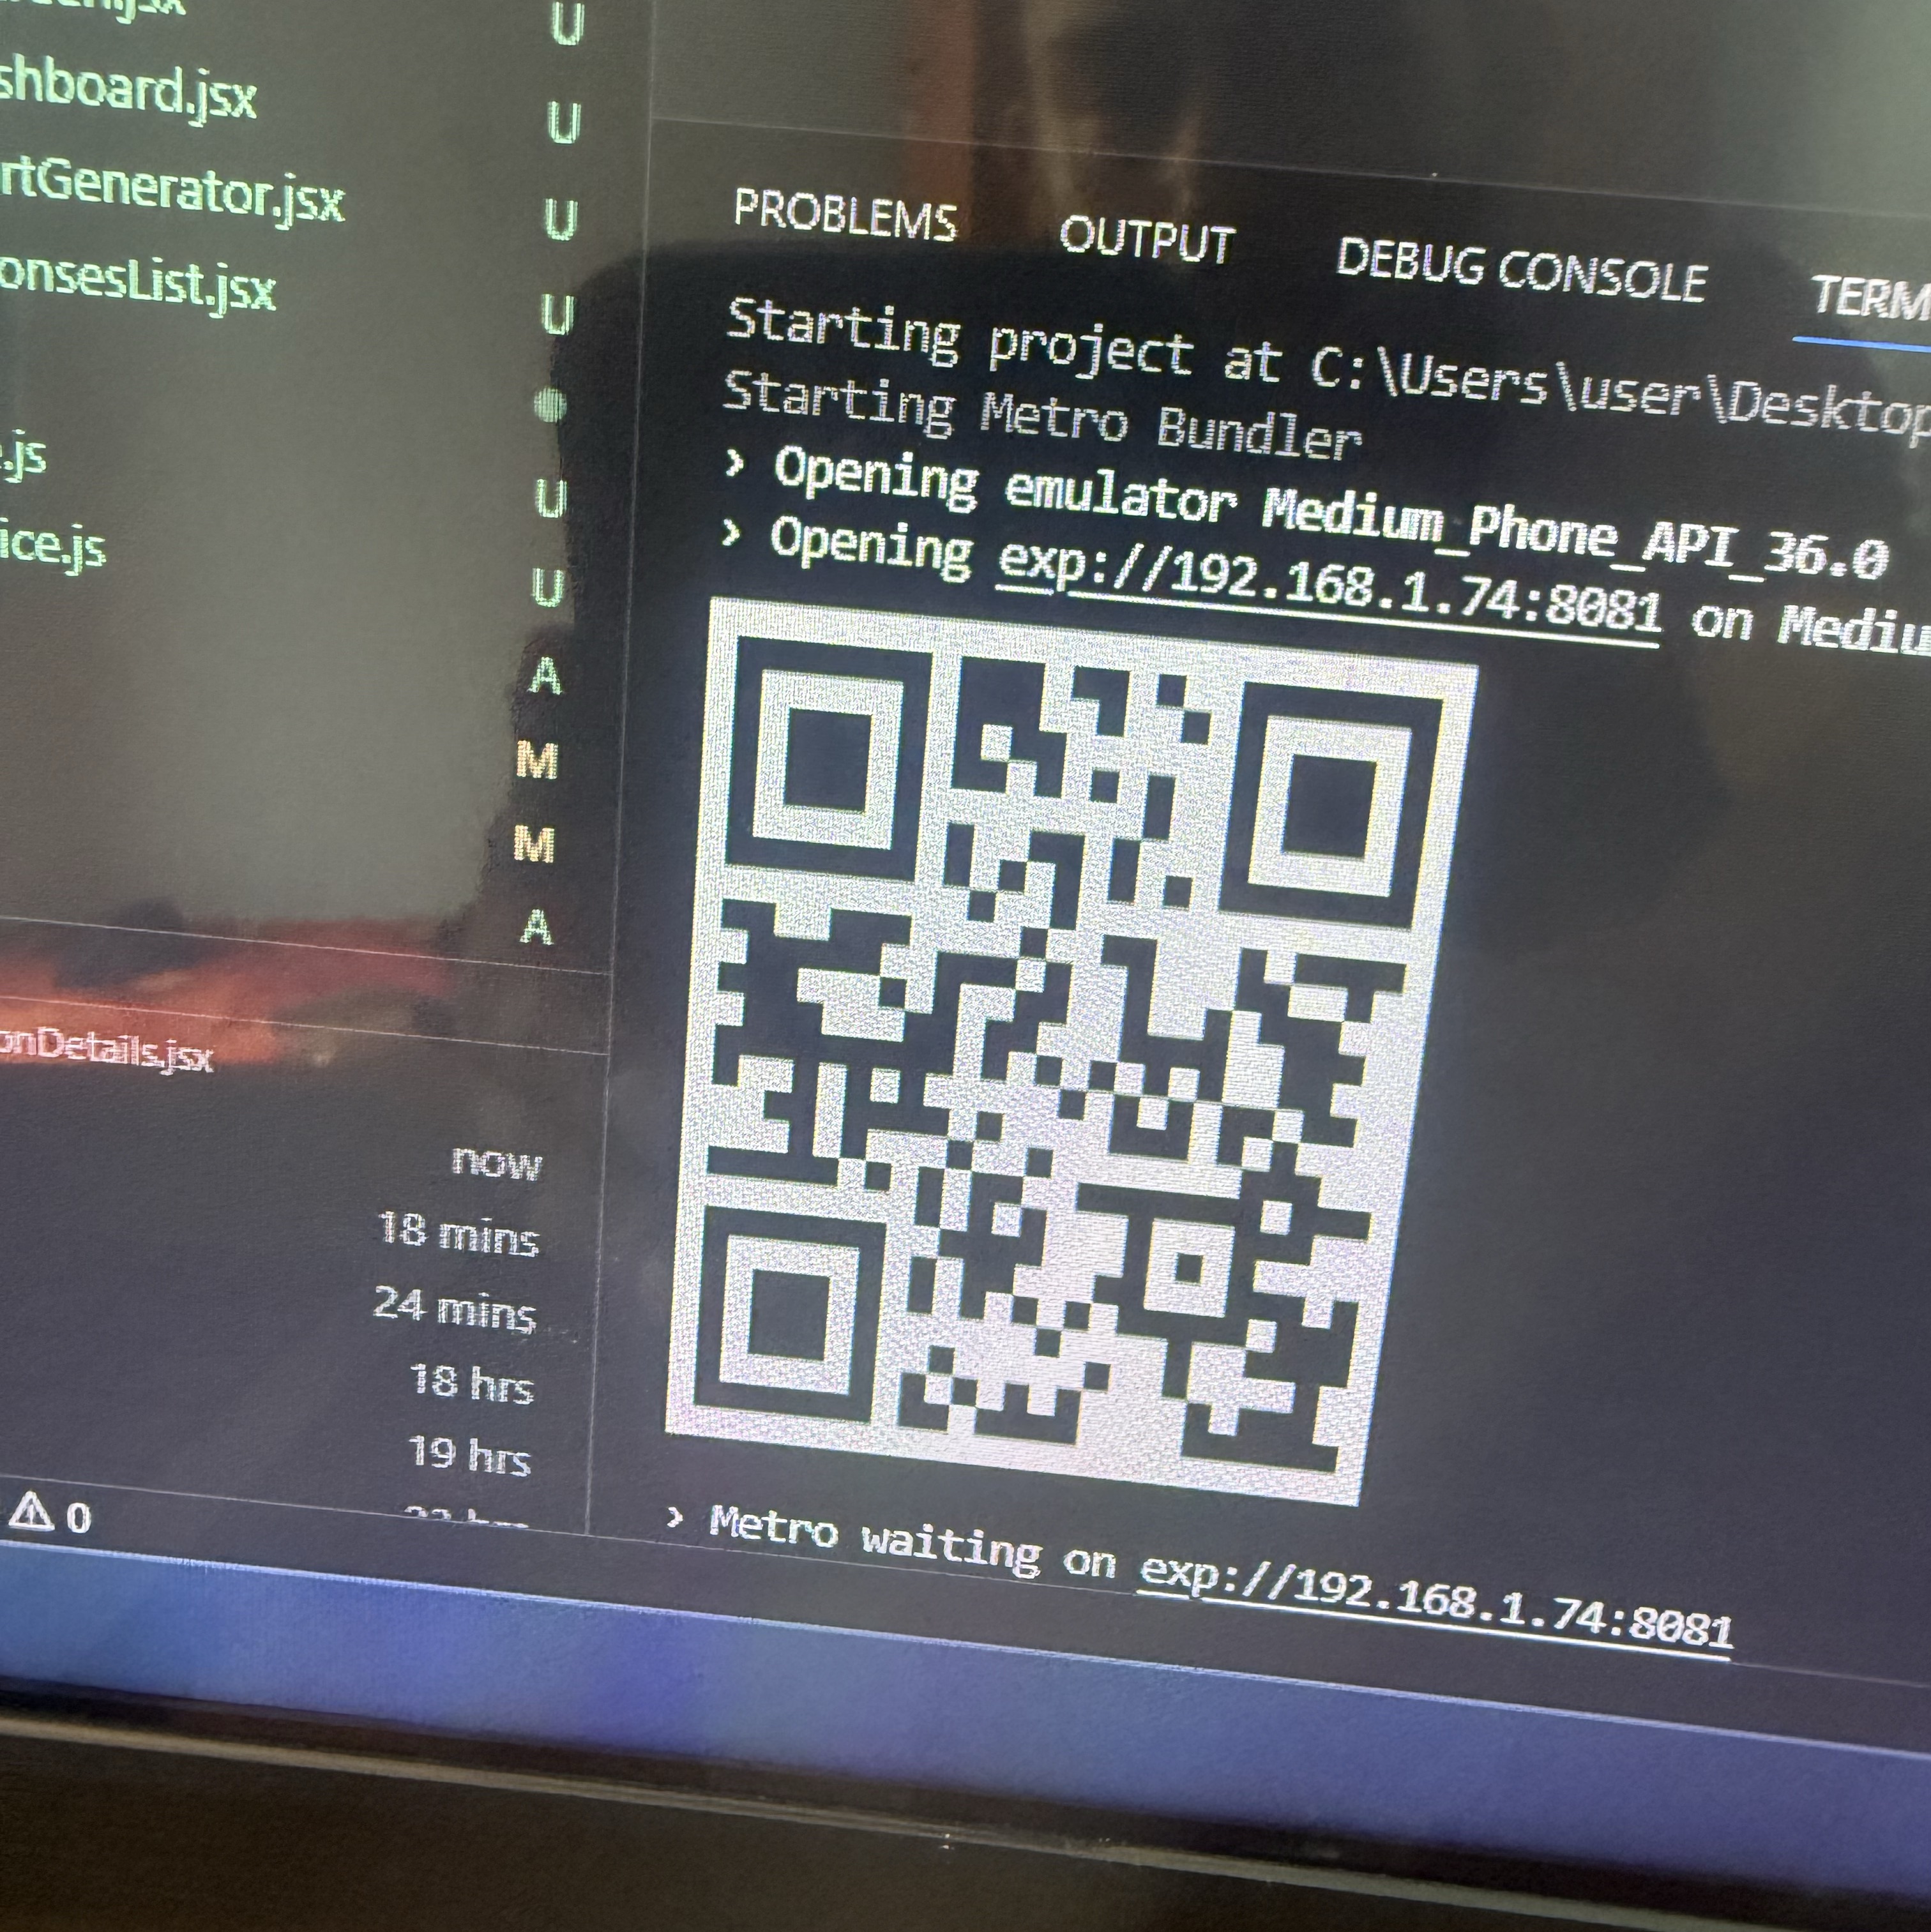 shboard.jsx U
rtGenerator.jsx U
onsesList.jsx U
.js U
ice.js U
A
M
M
A
onDetails.jsx
now
18 mins
24 mins
18 hrs
19 hrs
0
PROBLEMS OUTPUT DEBUG CONSOLE TERM
Starting project at C:\Users\user\Desktop
Starting Metro Bundler
› Opening emulator Medium_Phone_API_36.0
› Opening exp://192.168.1.74:8081 on Mediu
› Metro waiting on exp://192.168.1.74:8081